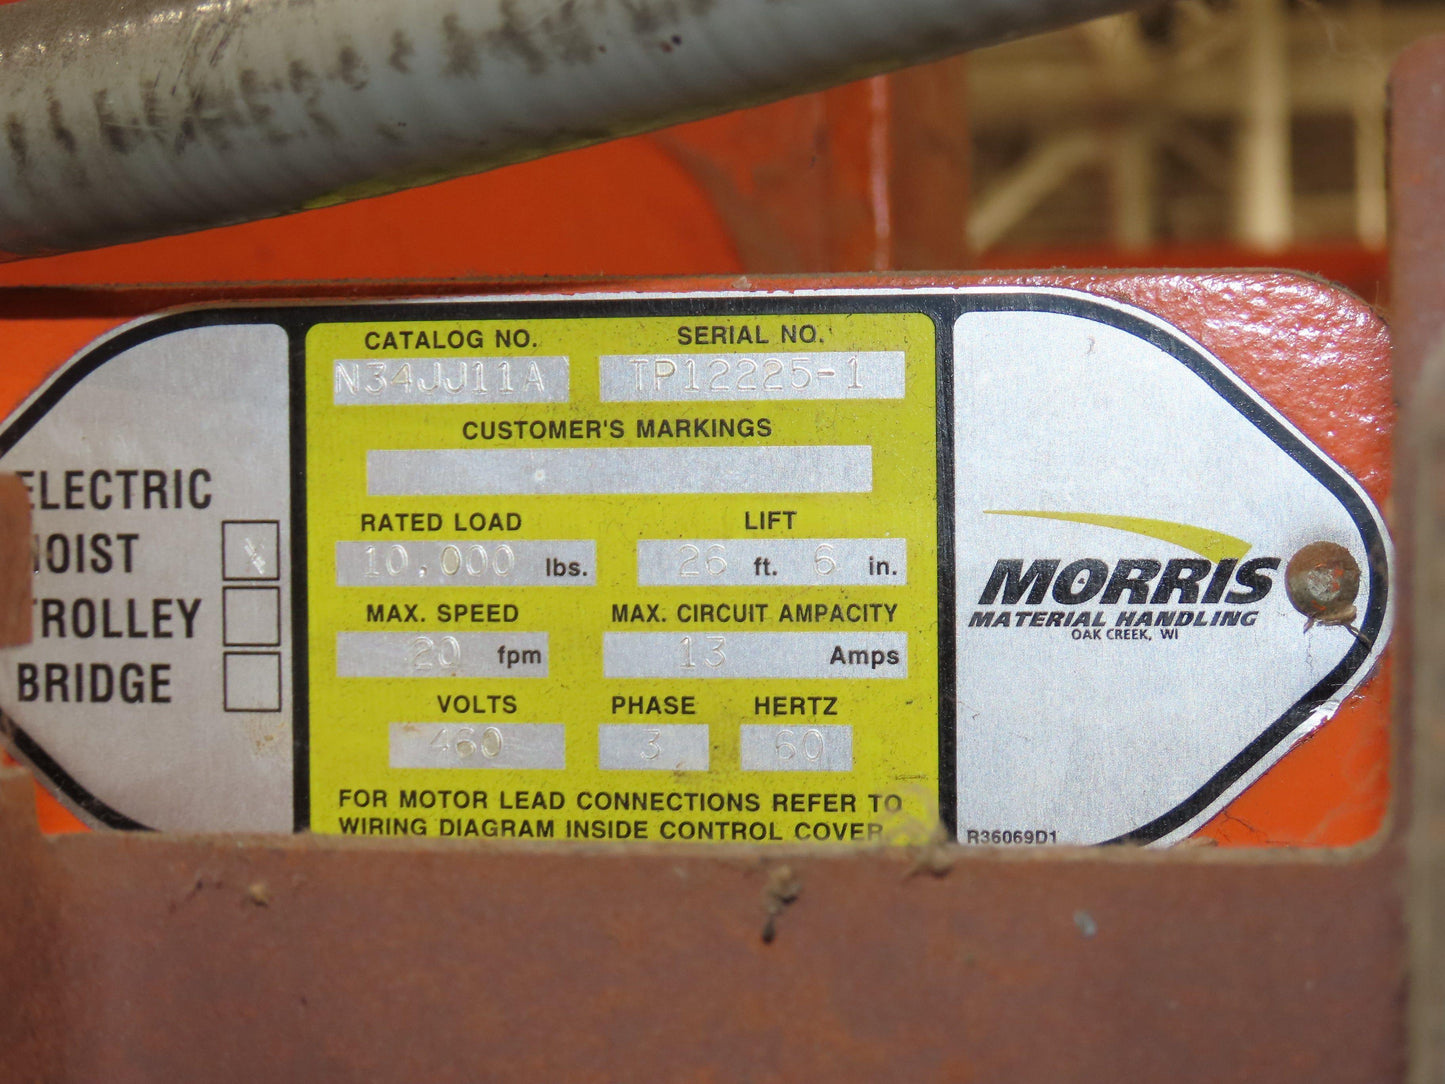 CATALOG NO. SERIAL NO.
N34JJ11A TP12225-1
CUSTOMER'S MARKINGS
RATED LOAD LIFT
10,000 lbs. 26 ft. 6 in.
MAX. SPEED MAX. CIRCUIT AMPACITY
20 fpm 13 Amps
VOLTS PHASE HERTZ
460 3 60
FOR MOTOR LEAD CONNECTIONS REFER TO
WIRING DIAGRAM INSIDE CONTROL COVER
ELECTRIC
HOIST
TROLLEY
BRIDGE
MORRIS
MATERIAL HANDLING
OAK CREEK, WI
R36069D1